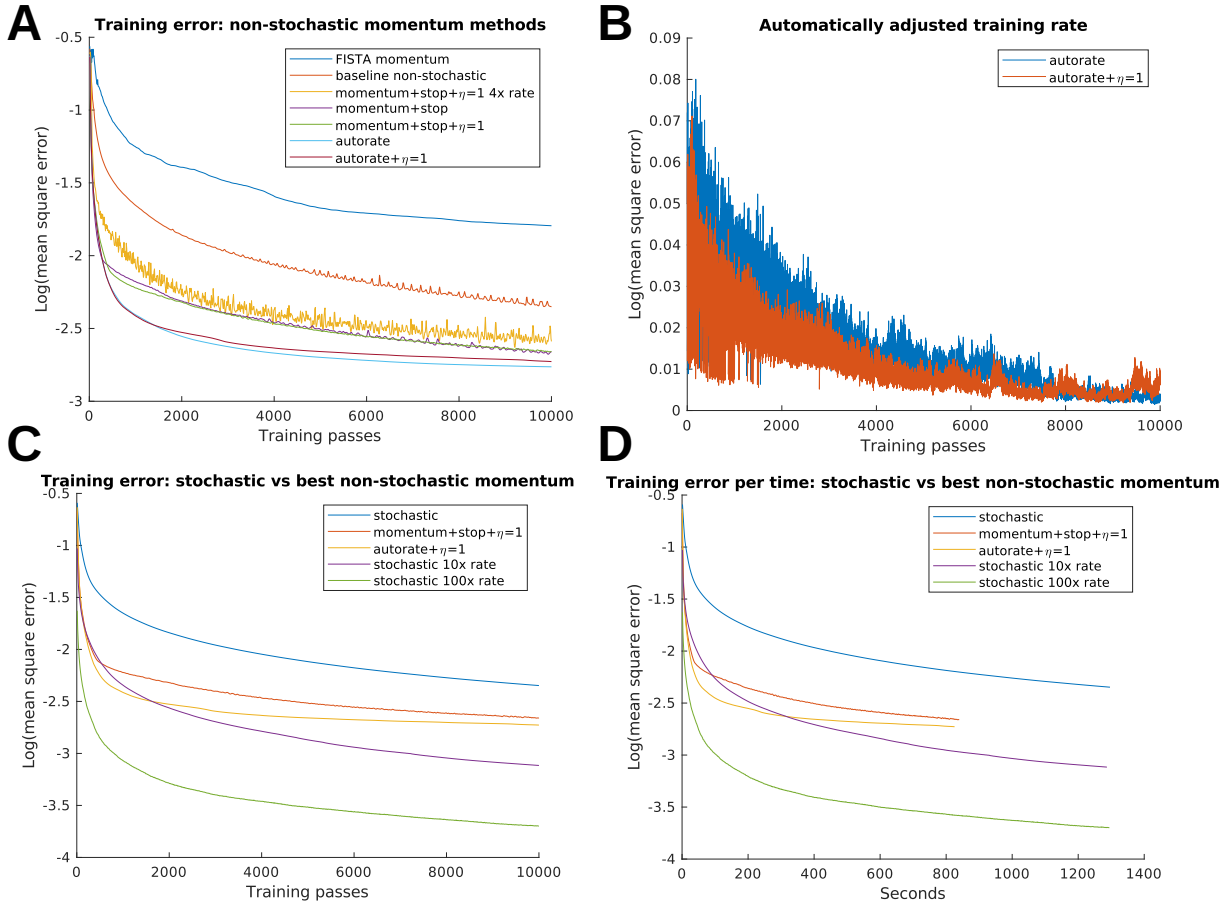 A
Training error: non-stochastic momentum methods
-0.5
-1
-1.5
-2
-2.5
-3
Log(mean square error)
FISTA momentum
baseline non-stochastic
momentum+stop+η=1 4x rate
momentum+stop
momentum+stop+η=1
autorate
autorate+η=1
0
2000
4000
6000
8000
10000
Training passes
B
Automatically adjusted training rate
0.09
0.08
0.07
0.06
0.05
0.04
0.03
0.02
0.01
0
Log(mean square error)
autorate
autorate+η=1
0
2000
4000
6000
8000
10000
Training passes
C
Training error: stochastic vs best non-stochastic momentum
-0.5
-1
-1.5
-2
-2.5
-3
-3.5
-4
Log(mean square error)
stochastic
momentum+stop+η=1
autorate+η=1
stochastic 10x rate
stochastic 100x rate
0
2000
4000
6000
8000
10000
Training passes
D
Training error per time: stochastic vs best non-stochastic momentum
-0.5
-1
-1.5
-2
-2.5
-3
-3.5
-4
Log(mean square error)
stochastic
momentum+stop+η=1
autorate+η=1
stochastic 10x rate
stochastic 100x rate
0
200
400
600
800
1000
1200
1400
Seconds